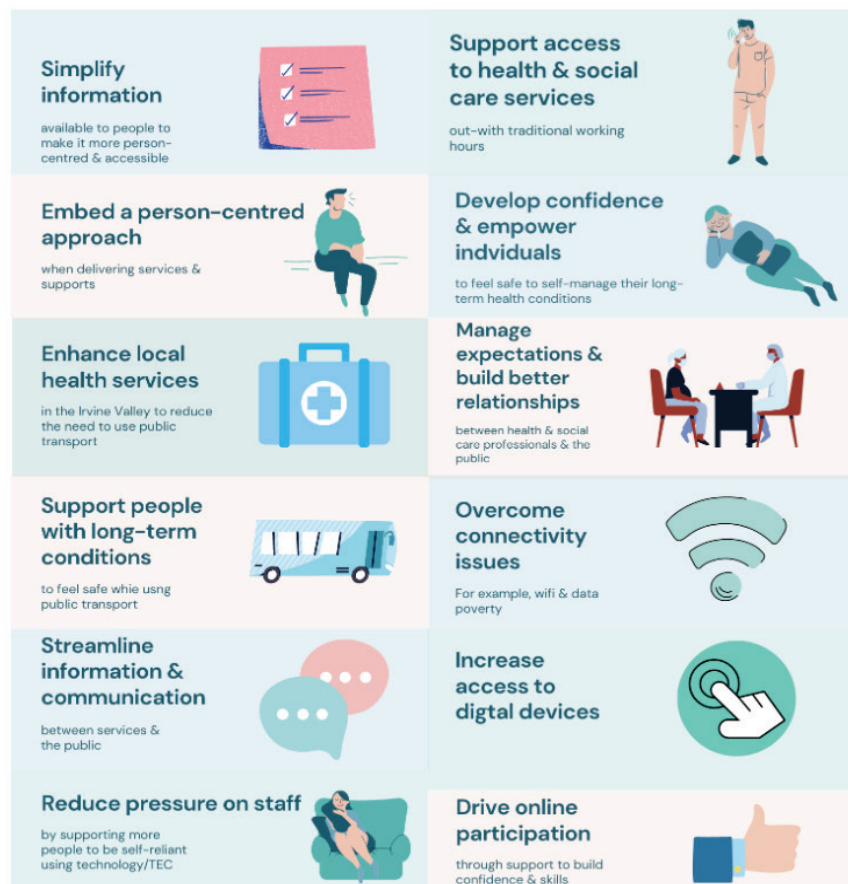 Simplify
information
available to people to
make it more person-
centred & accessible
Support access
to health & social
care services
out-with traditional working
hours
Embed a person-centred
approach
when delivering services &
supports
Develop confidence
& empower
indviduals
to feel safe to self-manage their long-
term health conditions
Enhance local
health services
in the Irvine Valley to reduce
the need to use public
transport
Manage
expectations &
build better
relationships
between health & social
care professionals & the
public
Support people
with long-term
conditions
to feel safe whie usng
public transport
Overcome
connectivity
issues
For example, wifi & data
poverty
Streamline
information &
communication
between services &
the public
Increase
access to
digtal devices
Reduce pressure on staff
by supporting more
people to be self-reliant
using technology/TEC
Drive online
participation
through support to build
confidence & skills